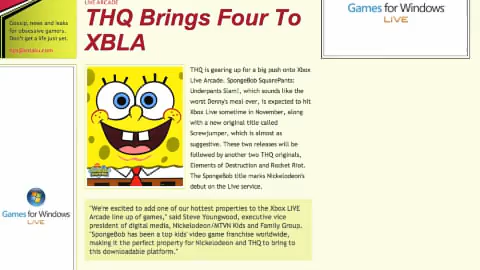 LIVE ARCADE
THQ Brings Four To
XBLA
Gossip, news and leaks
for obsessive gamers.
Don't get a life just yet.
THQ is gearing up for a big push onto Xbox
Live Arcade. SpongeBob SquarePants:
Underpants Slam!, which sounds like the
worst Denny's meal ever, is expected to hit
Xbox Live sometime in November, along
with a new original title called
Screwjumper, which is almost as
suggestive. These two releases will be
followed by another two THQ originals,
Elements of Destruction and Rocket Riot.
The SpongeBob title marks Nickelodeon's
debut on the Live service.
"We're excited to add one of our hottest properties to the Xbox LIVE
Arcade line up of games," said Steve Youngwood, executive vice
president of digital media, Nickelodeon/MTVN Kids and Family Group.
"SpongeBob has been a top kids' video game franchise worldwide,
making it the perfect property for Nickelodeon and THQ to bring to
this downloadable platform."
Games for Windows
LIVE
Games for Windows
LIVE